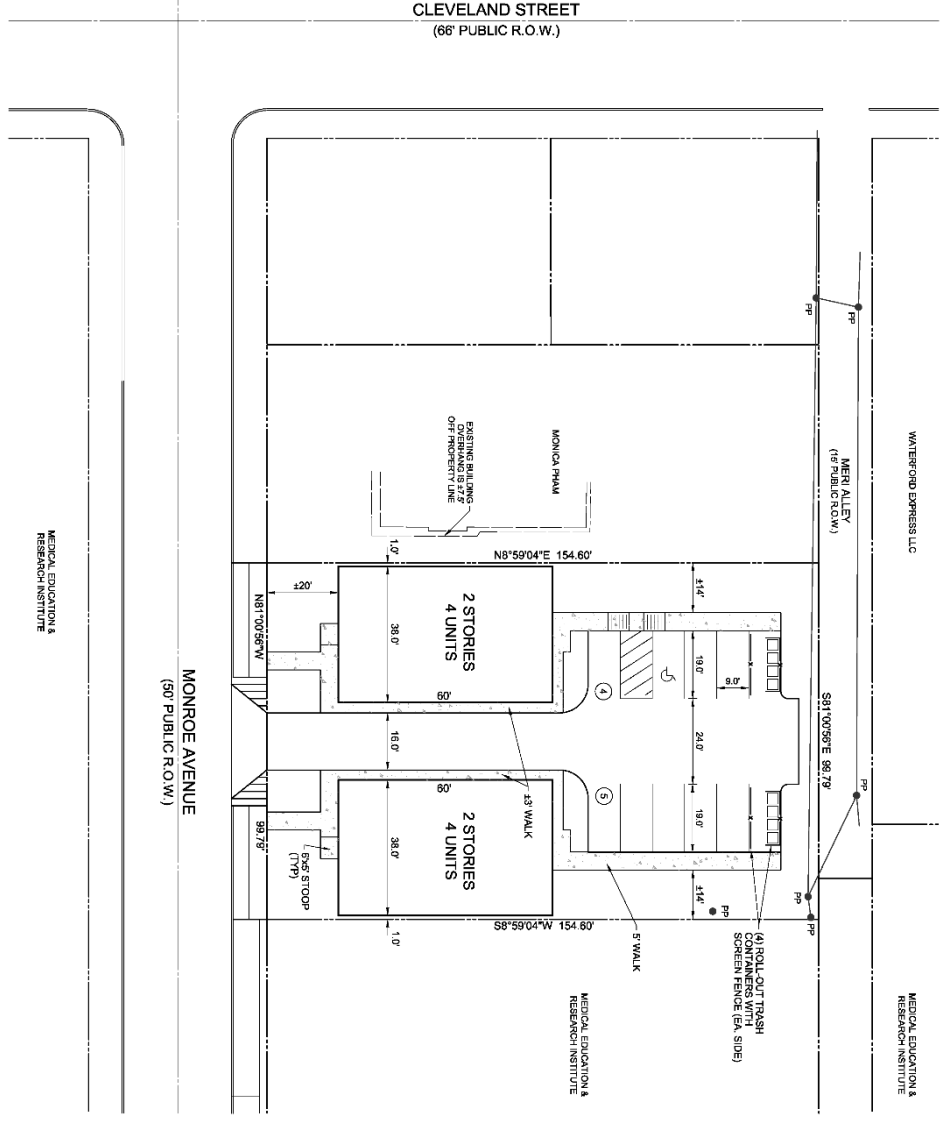 CLEVELAND STREET
(66' PUBLIC R.O.W.)
PP
PP
WATERFORD EXPRESS LLC
MERI ALLEY
(15' PUBLIC R.O.W.)
MONICA PHAM
EXISTING BUILDING
OVERHANG IS ±7.5'
OFF PROPERTY LINE
MEDICAL EDUCATION &
RESEARCH INSTITUTE
1.0'
N8°59'04"E 154.60'
±14'
±20'
N81°00'56"W
2 STORIES
4 UNITS
38.0'
60'
4
19.0'
9.0'
S81°00'56"E 99.79'
MONROE AVENUE
(50' PUBLIC R.O.W.)
16.0'
24.0'
±3' WALK
5
PP
60'
2 STORIES
4 UNITS
38.0'
19.0'
99.79'
6'x5' STOOP
(TYP)
±14'
PP
PP
PP
S8°59'04"W 154.60'
1.0'
5' WALK
(4) ROLL-OUT TRASH
CONTAINERS WITH
SCREEN FENCE (EA. SIDE)
MEDICAL EDUCATION &
RESEARCH INSTITUTE
MEDICAL EDUCATION &
RESEARCH INSTITUTE